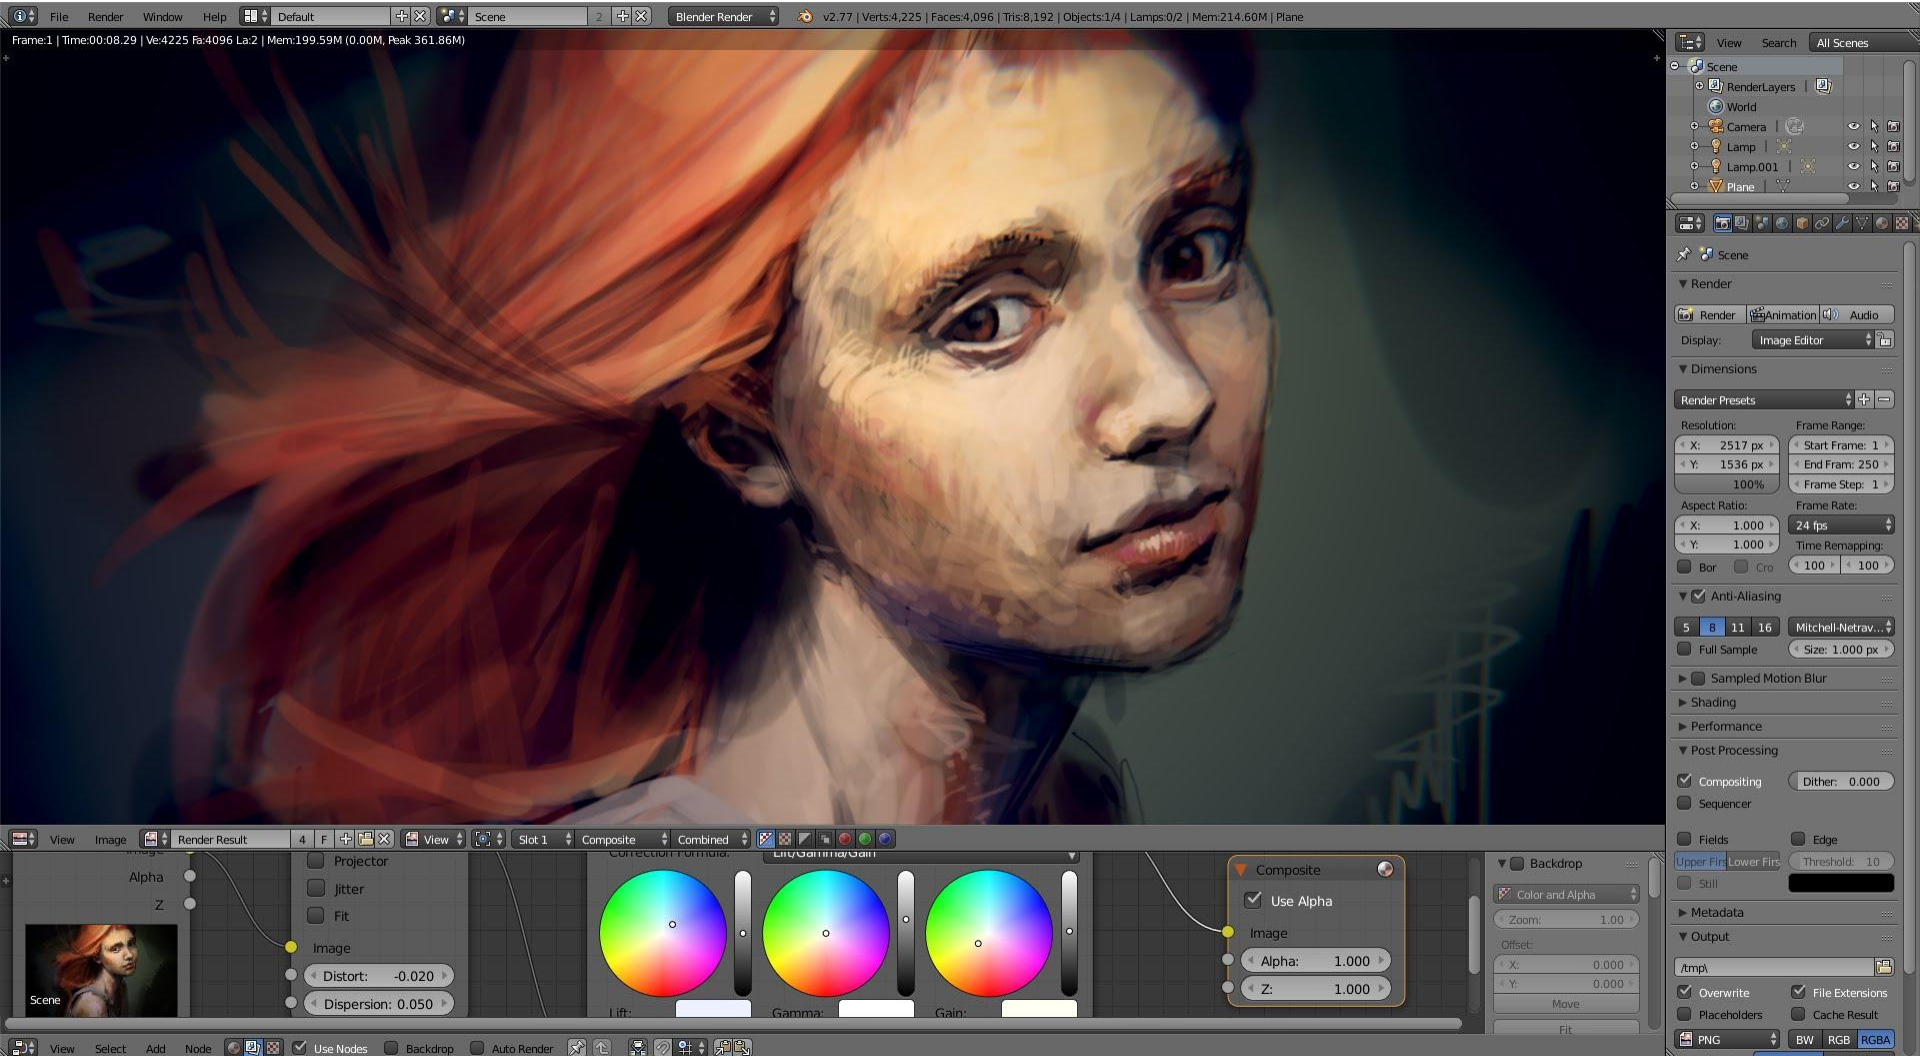 File Render Window Help Default Scene 2 Blender Render v2.77 | Verts:4,225 | Faces:4,096 | Tris:8,192 | Objects:1/4 | Lamps:0/2 | Mem:214.60M | Plane
Frame:1 | Time:00:08.29 | Ve:4225 Fa:4096 La:2 | Mem:199.59M (0.00M, Peak 361.86M)
View Search All Scenes
Scene
RenderLayers |
World
Camera |
Lamp |
Lamp.001 |
Plane |
Scene
Render
Render Animation Audio
Display: Image Editor
Dimensions
Render Presets
Resolution: Frame Range:
X: 2517 px Start Frame: 1
Y: 1536 px End Fram: 250
100% Frame Step: 1
Aspect Ratio: Frame Rate:
X: 1.000 24 fps
Y: 1.000 Time Remapping:
Bor Cro 100 100
Anti-Aliasing
5 8 11 16 Mitchell-Netrav...
Full Sample Size: 1.000 px
Sampled Motion Blur
Shading
Performance
Post Processing
Compositing Dither: 0.000
Sequencer
Fields Edge
Upper Firs Lower Firs Threshold: 10
Still
Metadata
Output
/tmp\
Overwrite File Extensions
Placeholders Cache Result
PNG BW RGB RGBA
View Image Render Result 4 F View Slot 1 Composite Combined
Image
Alpha
Z
Scene
Projector
Jitter
Fit
Image
Distort: -0.020
Dispersion: 0.050
Correction Formula: Lift/Gamma/Gain
Lift: Gamma: Gain:
Composite
Use Alpha
Image
Alpha: 1.000
Z: 1.000
Backdrop
Color and Alpha
Zoom: 1.00
Offset:
X: 0.000
Y: 0.000
Move
Fit
View Select Add Node Use Nodes Backdrop Auto Render